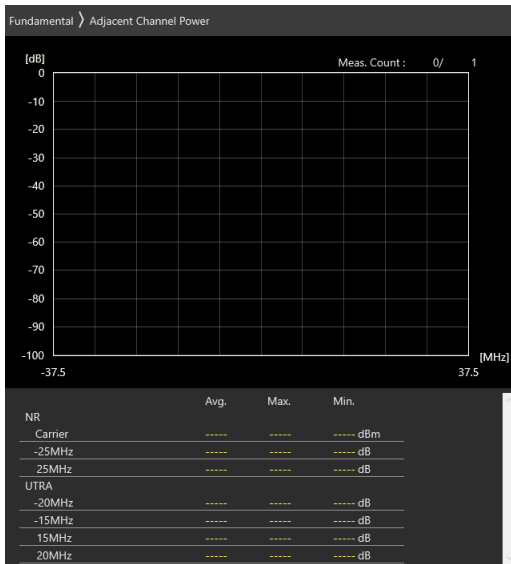 Fundamental 〉 Adjacent Channel Power
[dB]
Meas. Count : 0/ 1
0
-10
-20
-30
-40
-50
-60
-70
-80
-90
-100
[MHz]
-37.5 37.5
Avg. Max. Min.
NR
Carrier ----- ----- ----- dBm
-25MHz ----- ----- ----- dB
25MHz ----- ----- ----- dB
UTRA
-20MHz ----- ----- ----- dB
-15MHz ----- ----- ----- dB
15MHz ----- ----- ----- dB
20MHz ----- ----- ----- dB